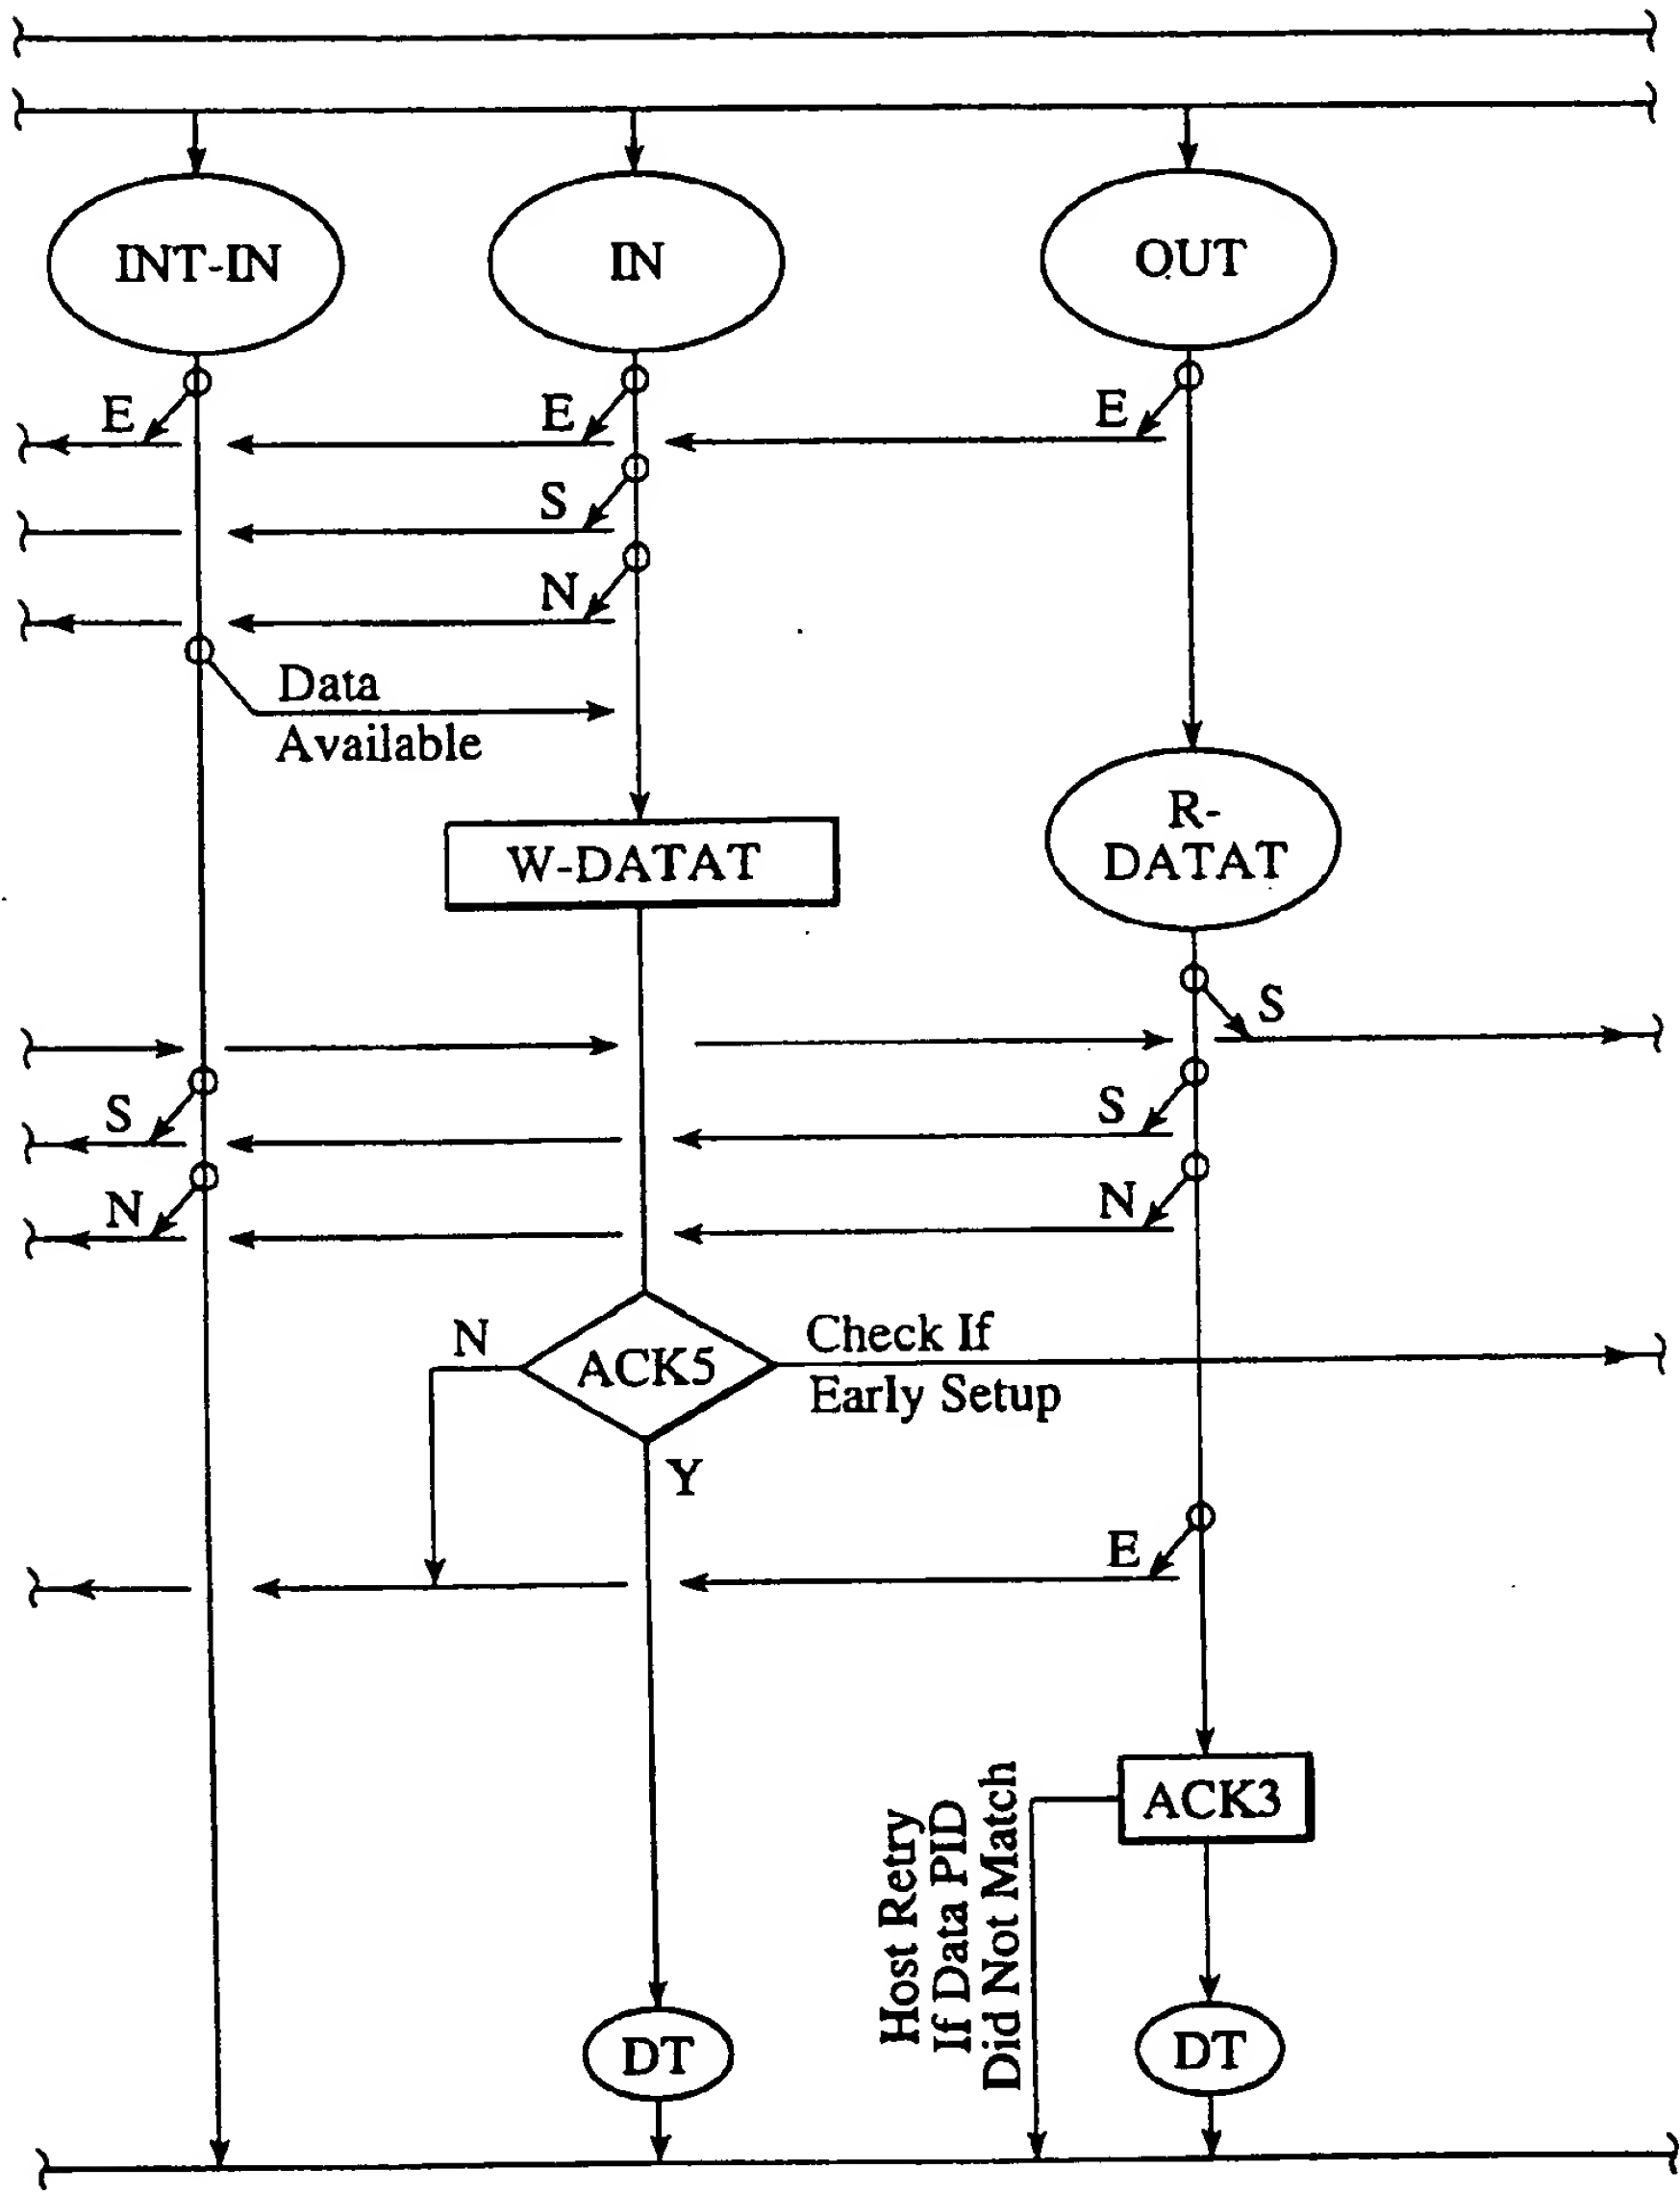 INT-IN
IN
OUT
E
E
E
S
N
Data
Available
W-DATAT
R-
DATAT
S
S
S
N
N
N
ACK5
Check If
Early Setup
Y
E
ACK3
Host Retry
If Data PID
Did Not Match
DT
DT